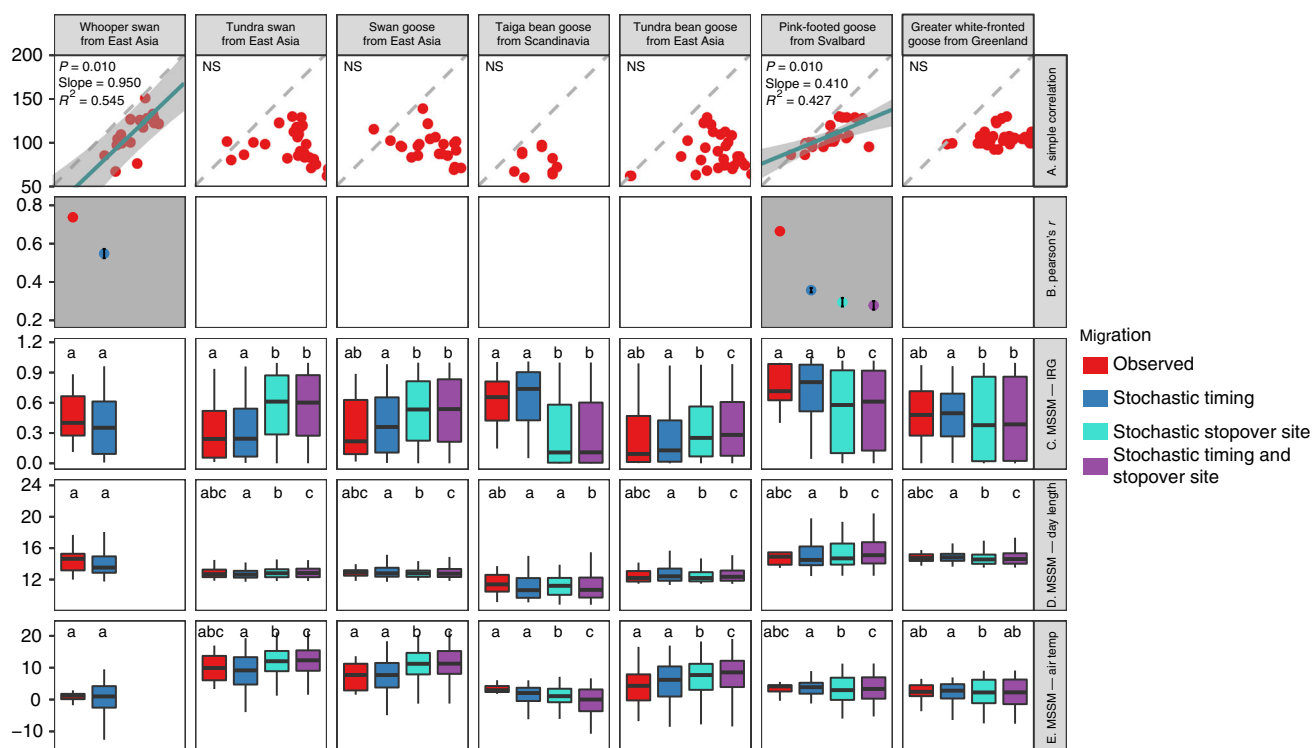 Whooper swan
from East Asia
Tundra swan
from East Asia
Swan goose
from East Asia
Taiga bean goose
from Scandinavia
Tundra bean goose
from East Asia
Pink-footed goose
from Svalbard
Greater white-fronted
goose from Greenland
200
150
100
50
P = 0.010
Slope = 0.950
R² = 0.545
NS
NS
NS
NS
P = 0.010
Slope = 0.410
R² = 0.427
NS
A. simple correlation
0.8
0.6
0.4
0.2
B. pearson's r
1.2
0.9
0.6
0.3
0.0
a a
a a b b
ab a b b
a a b b
ab a b c
a a b c
ab a b b
C. MSSM — IRG
24
20
16
12
a a
abc a b c
abc a b c
ab a b c
abc a b c
abc a b c
abc a b c
D. MSSM — day length
20
10
0
−10
a a
abc a b c
a a b c
a a b c
a a b c
abc a b c
ab a b ab
E. MSSM — air temp
Migration
Observed
Stochastic timing
Stochastic stopover site
Stochastic timing and
stopover site